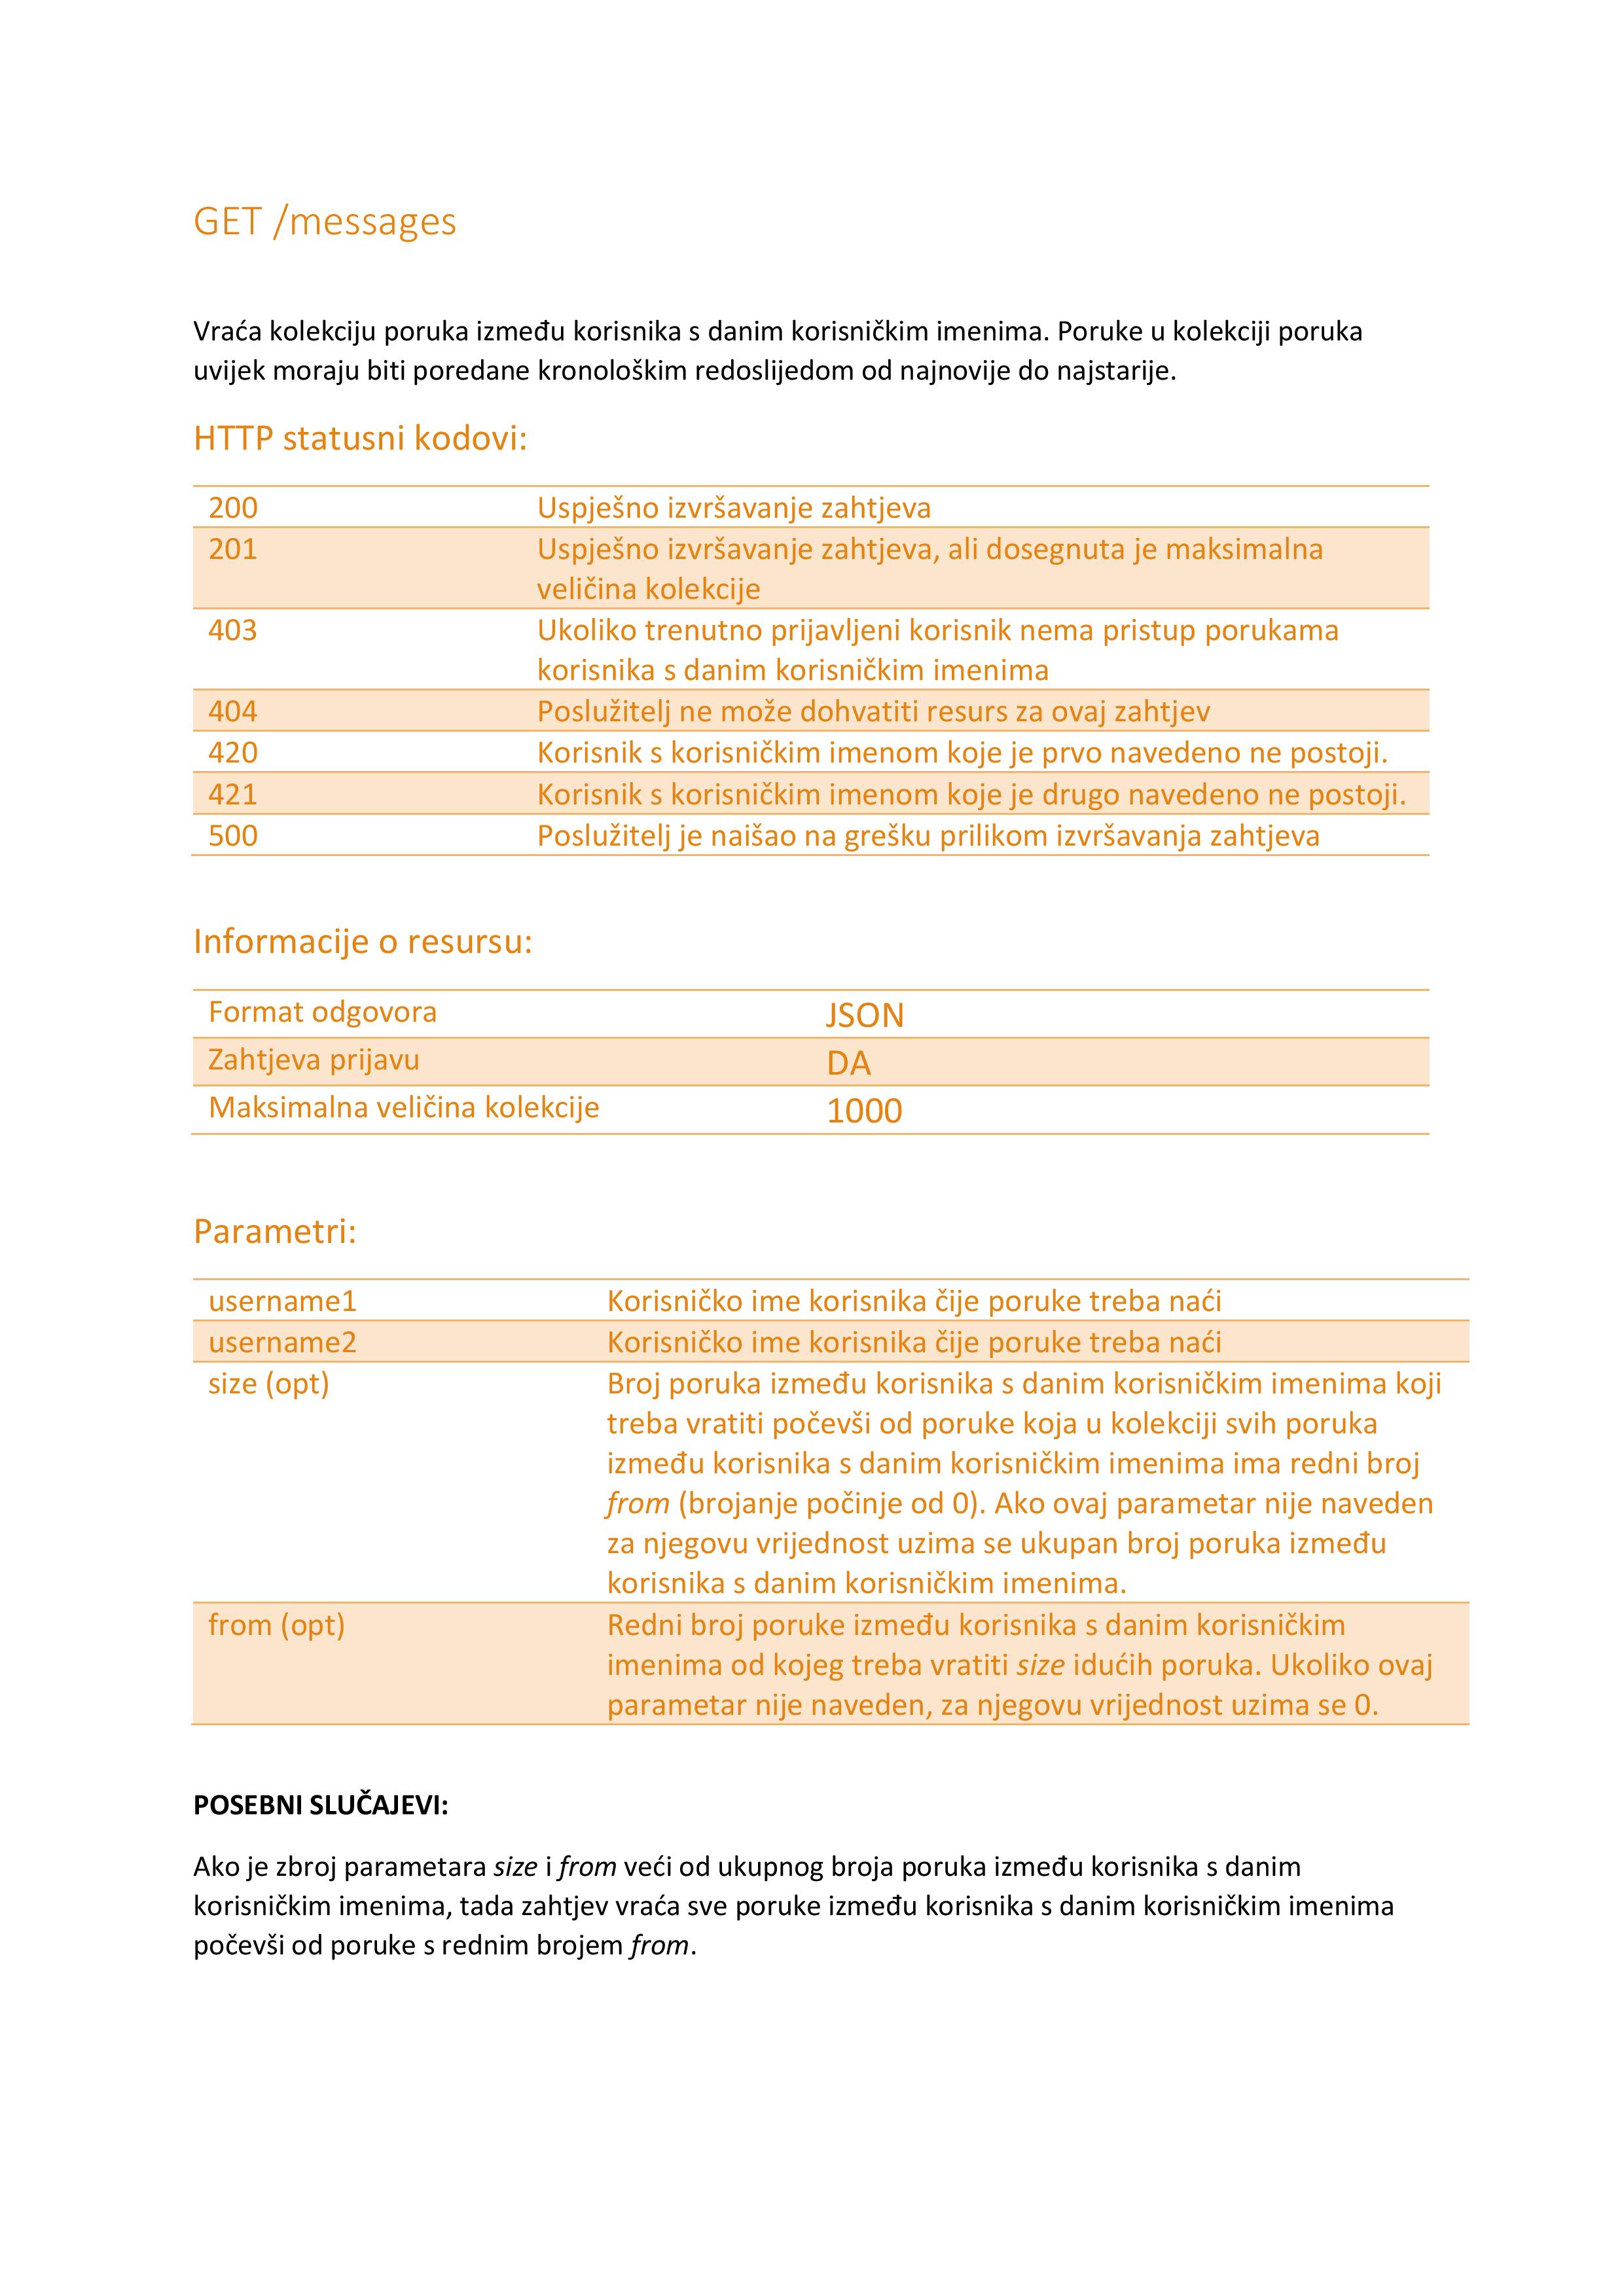 GET /messages
Vraća kolekciju poruka između korisnika s danim korisničkim imenima. Poruke u kolekciji poruka
uvijek moraju biti poredane kronološkim redoslijedom od najnovije do najstarije.
HTTP statusni kodovi:
200 Uspješno izvršavanje zahtjeva
201 Uspješno izvršavanje zahtjeva, ali dosegnuta je maksimalna
veličina kolekcije
403 Ukoliko trenutno prijavljeni korisnik nema pristup porukama
korisnika s danim korisničkim imenima
404 Poslužitelj ne može dohvatiti resurs za ovaj zahtjev
420 Korisnik s korisničkim imenom koje je prvo navedeno ne postoji.
421 Korisnik s korisničkim imenom koje je drugo navedeno ne postoji.
500 Poslužitelj je naišao na grešku prilikom izvršavanja zahtjeva
Informacije o resursu:
Format odgovora JSON
Zahtjeva prijavu DA
Maksimalna veličina kolekcije 1000
Parametri:
username1 Korisničko ime korisnika čije poruke treba naći
username2 Korisničko ime korisnika čije poruke treba naći
size (opt) Broj poruka između korisnika s danim korisničkim imenima koji
treba vratiti počevši od poruke koja u kolekciji svih poruka
između korisnika s danim korisničkim imenima ima redni broj
from (brojanje počinje od 0). Ako ovaj parametar nije naveden
za njegovu vrijednost uzima se ukupan broj poruka između
korisnika s danim korisničkim imenima.
from (opt) Redni broj poruke između korisnika s danim korisničkim
imenima od kojeg treba vratiti size idućih poruka. Ukoliko ovaj
parametar nije naveden, za njegovu vrijednost uzima se 0.
POSEBNI SLUČAJEVI:
Ako je zbroj parametara size i from veći od ukupnog broja poruka između korisnika s danim
korisničkim imenima, tada zahtjev vraća sve poruke između korisnika s danim korisničkim imenima
počevši od poruke s rednim brojem from.